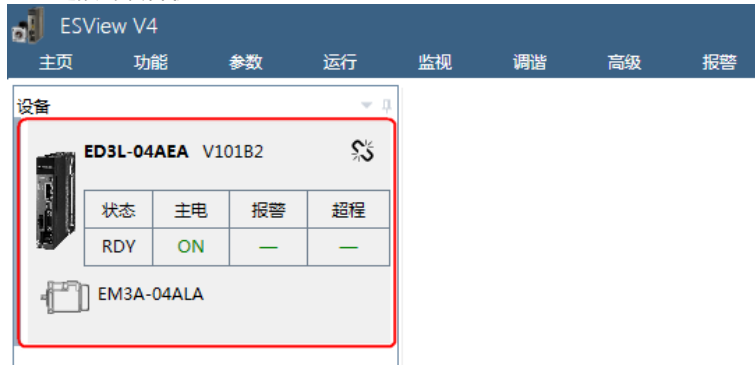 ESView V4
主页 功能 参数 运行 监视 调谐 高级 报警
设备
ED3L-04AEA V101B2
状态 主电 报警 超程
RDY ON — —
EM3A-04ALA